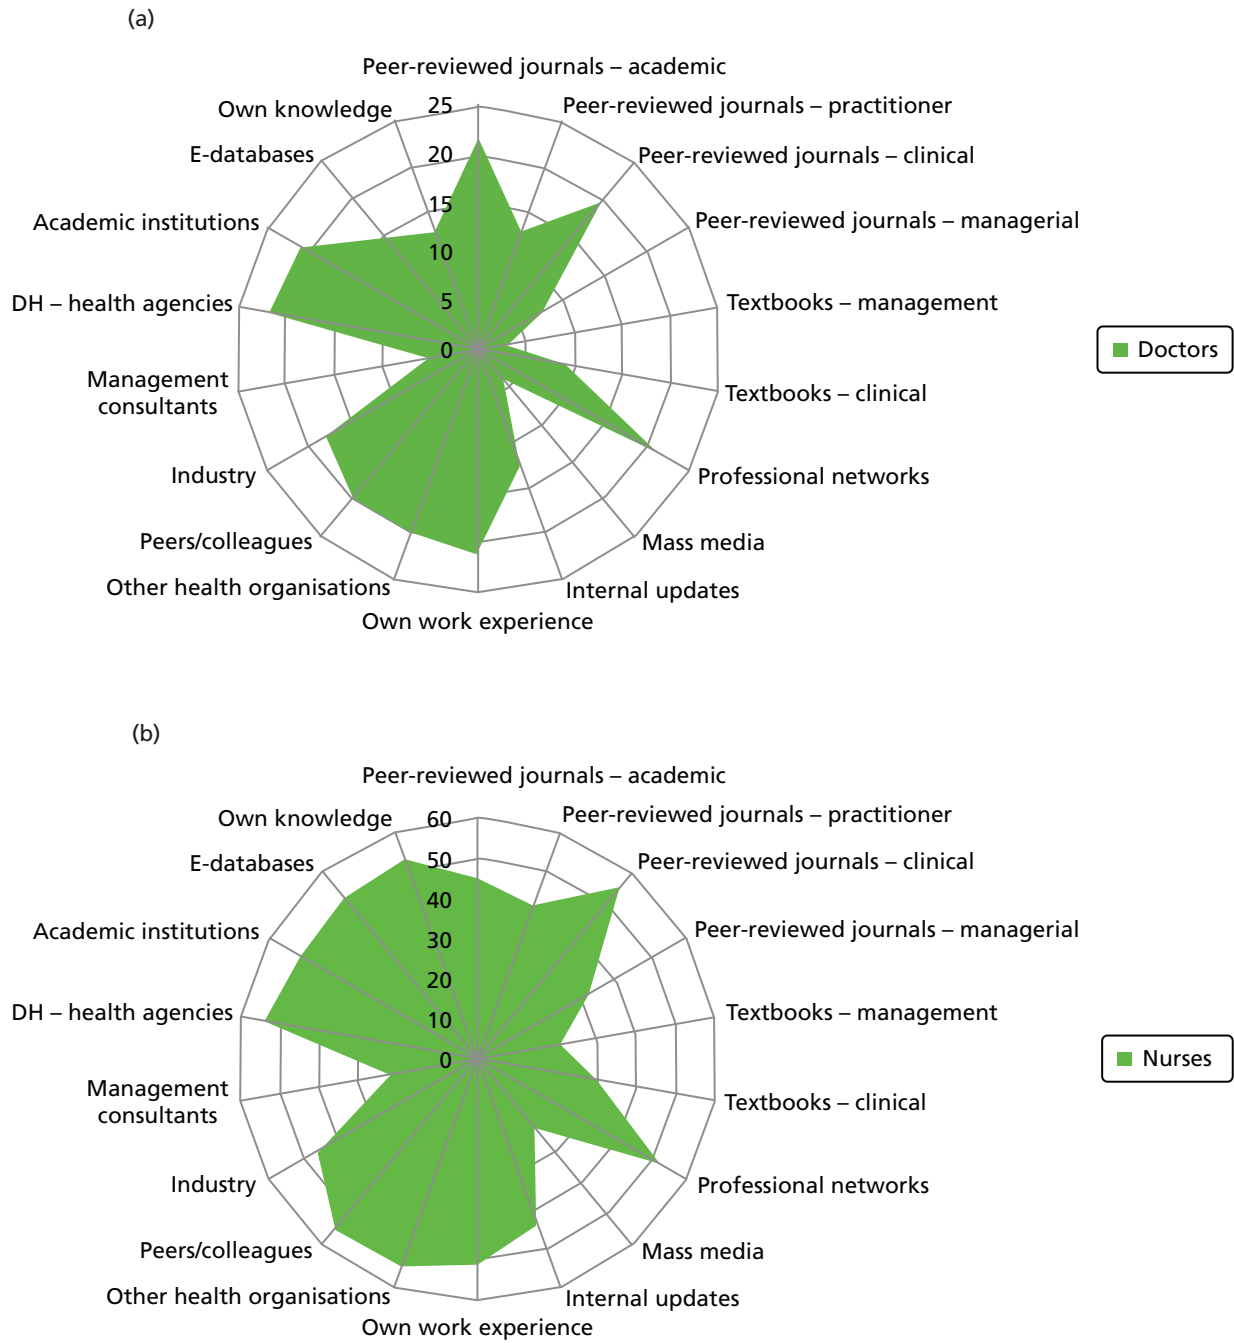 (a)
Peer-reviewed journals – academic
Peer-reviewed journals – practitioner
Peer-reviewed journals – clinical
Peer-reviewed journals – managerial
Textbooks – management
Textbooks – clinical
Professional networks
Mass media
Internal updates
Own work experience
Other health organisations
Peers/colleagues
Industry
Management
consultants
DH – health agencies
Academic institutions
E-databases
Own knowledge
25
20
15
10
5
0
Doctors
(b)
Peer-reviewed journals – academic
Peer-reviewed journals – practitioner
Peer-reviewed journals – clinical
Peer-reviewed journals – managerial
Textbooks – management
Textbooks – clinical
Professional networks
Mass media
Internal updates
Own work experience
Other health organisations
Peers/colleagues
Industry
Management
consultants
DH – health agencies
Academic institutions
E-databases
Own knowledge
60
50
40
30
20
10
0
Nurses